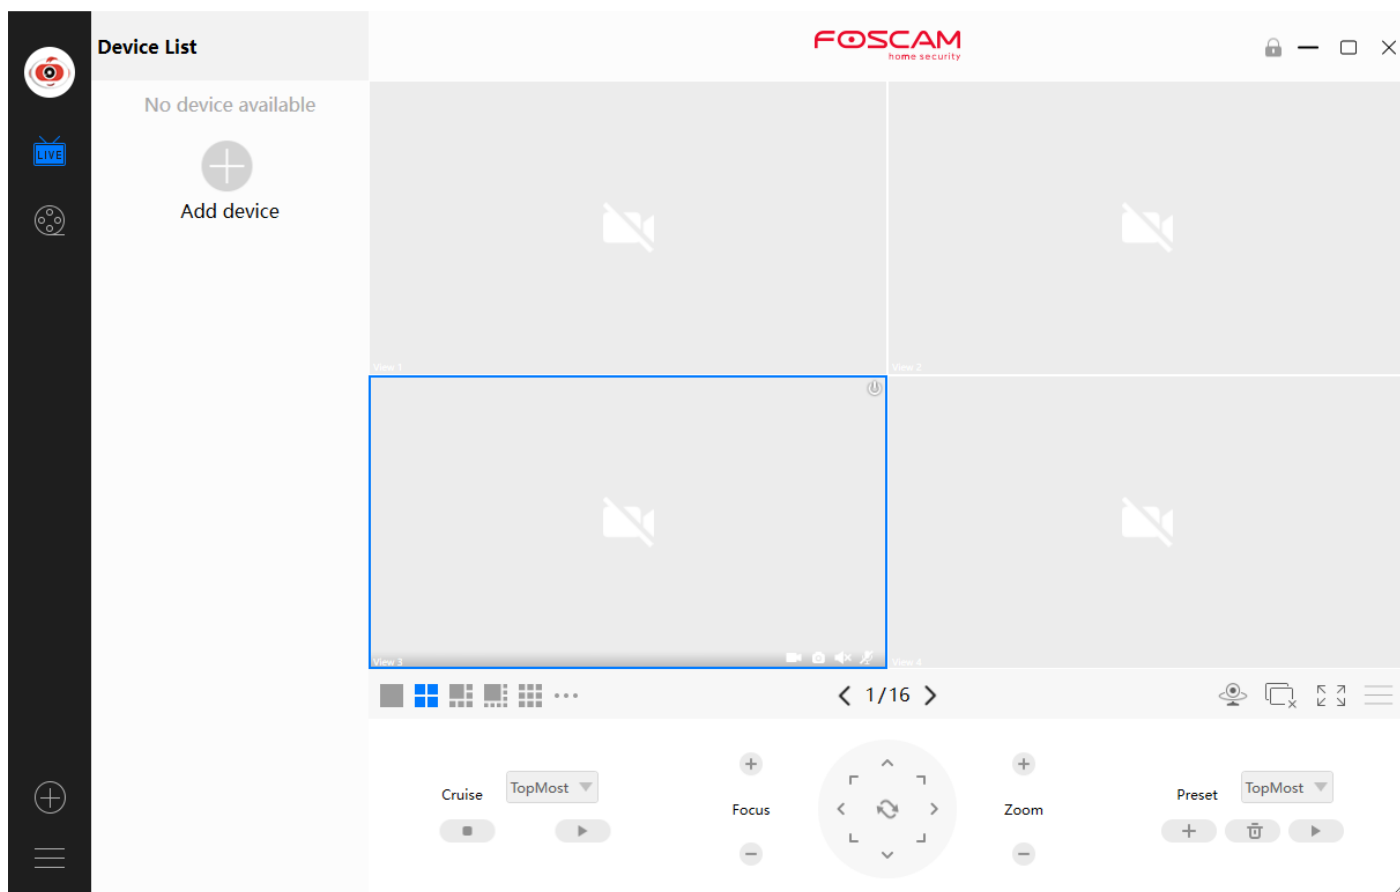 Device List
FOSCAM
home security
No device available
LIVE
Add device
View 1
View 2
View 3
View 4
1/16
Cruise
TopMost
Focus
Zoom
Preset
TopMost